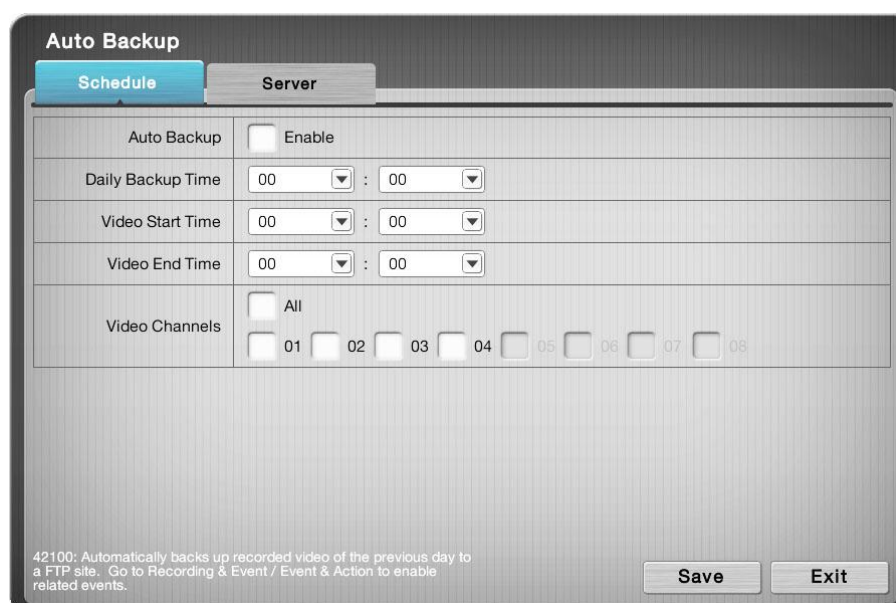 Auto Backup
Schedule Server
Auto Backup Enable
Daily Backup Time 00 : 00
Video Start Time 00 : 00
Video End Time 00 : 00
Video Channels All
01 02 03 04 05 06 07 08
42100: Automatically backs up recorded video of the previous day to
a FTP site. Go to Recording & Event / Event & Action to enable
related events.
Save Exit